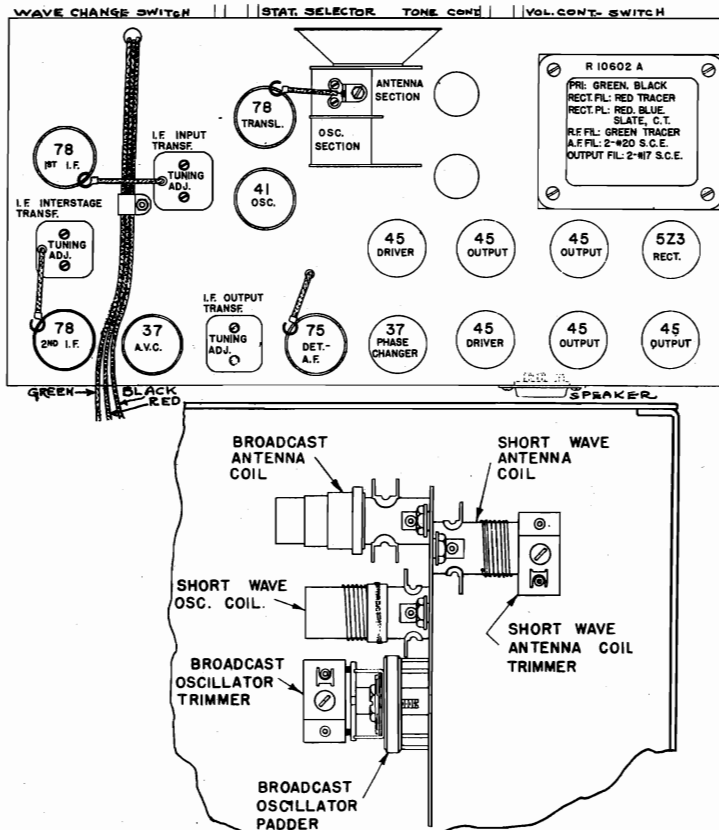 WAVE CHANGE SWITCH
STAT. SELECTOR
TONE CONT
VOL. CONT.- SWITCH
78
1ST I.F.
I.F. INPUT
TRANSF.
TUNING
ADJ.
78
TRANSL.
ANTENNA
SECTION
OSC.
SECTION
R 10602 A
PRI: GREEN, BLACK
RECT. FIL: RED TRACER
RECT. PL: RED. BLUE.
SLATE, C.T.
R.F FIL: GREEN TRACER
A.F. FIL: 2-#20 S.C.E.
OUTPUT FIL: 2-#17 S.C.E.
41
OSC.
I.F. INTERSTAGE
TRANSF.
TUNING
ADJ.
45
DRIVER
45
OUTPUT
45
OUTPUT
5Z3
RECT.
78
2ND I.F.
37
A.V.C.
I.F. OUTPUT
TRANSF.
TUNING
ADJ.
75
DET.-
A.F.
37
PHASE
CHANGER
45
DRIVER
45
OUTPUT
45
OUTPUT
GREEN
BLACK
RED
SPEAKER
BROADCAST
ANTENNA
COIL
SHORT WAVE
ANTENNA
COIL
SHORT WAVE
OSC. COIL.
SHORT WAVE
ANTENNA COIL
TRIMMER
BROADCAST
OSCILLATOR
TRIMMER
BROADCAST
OSCILLATOR
PADDER